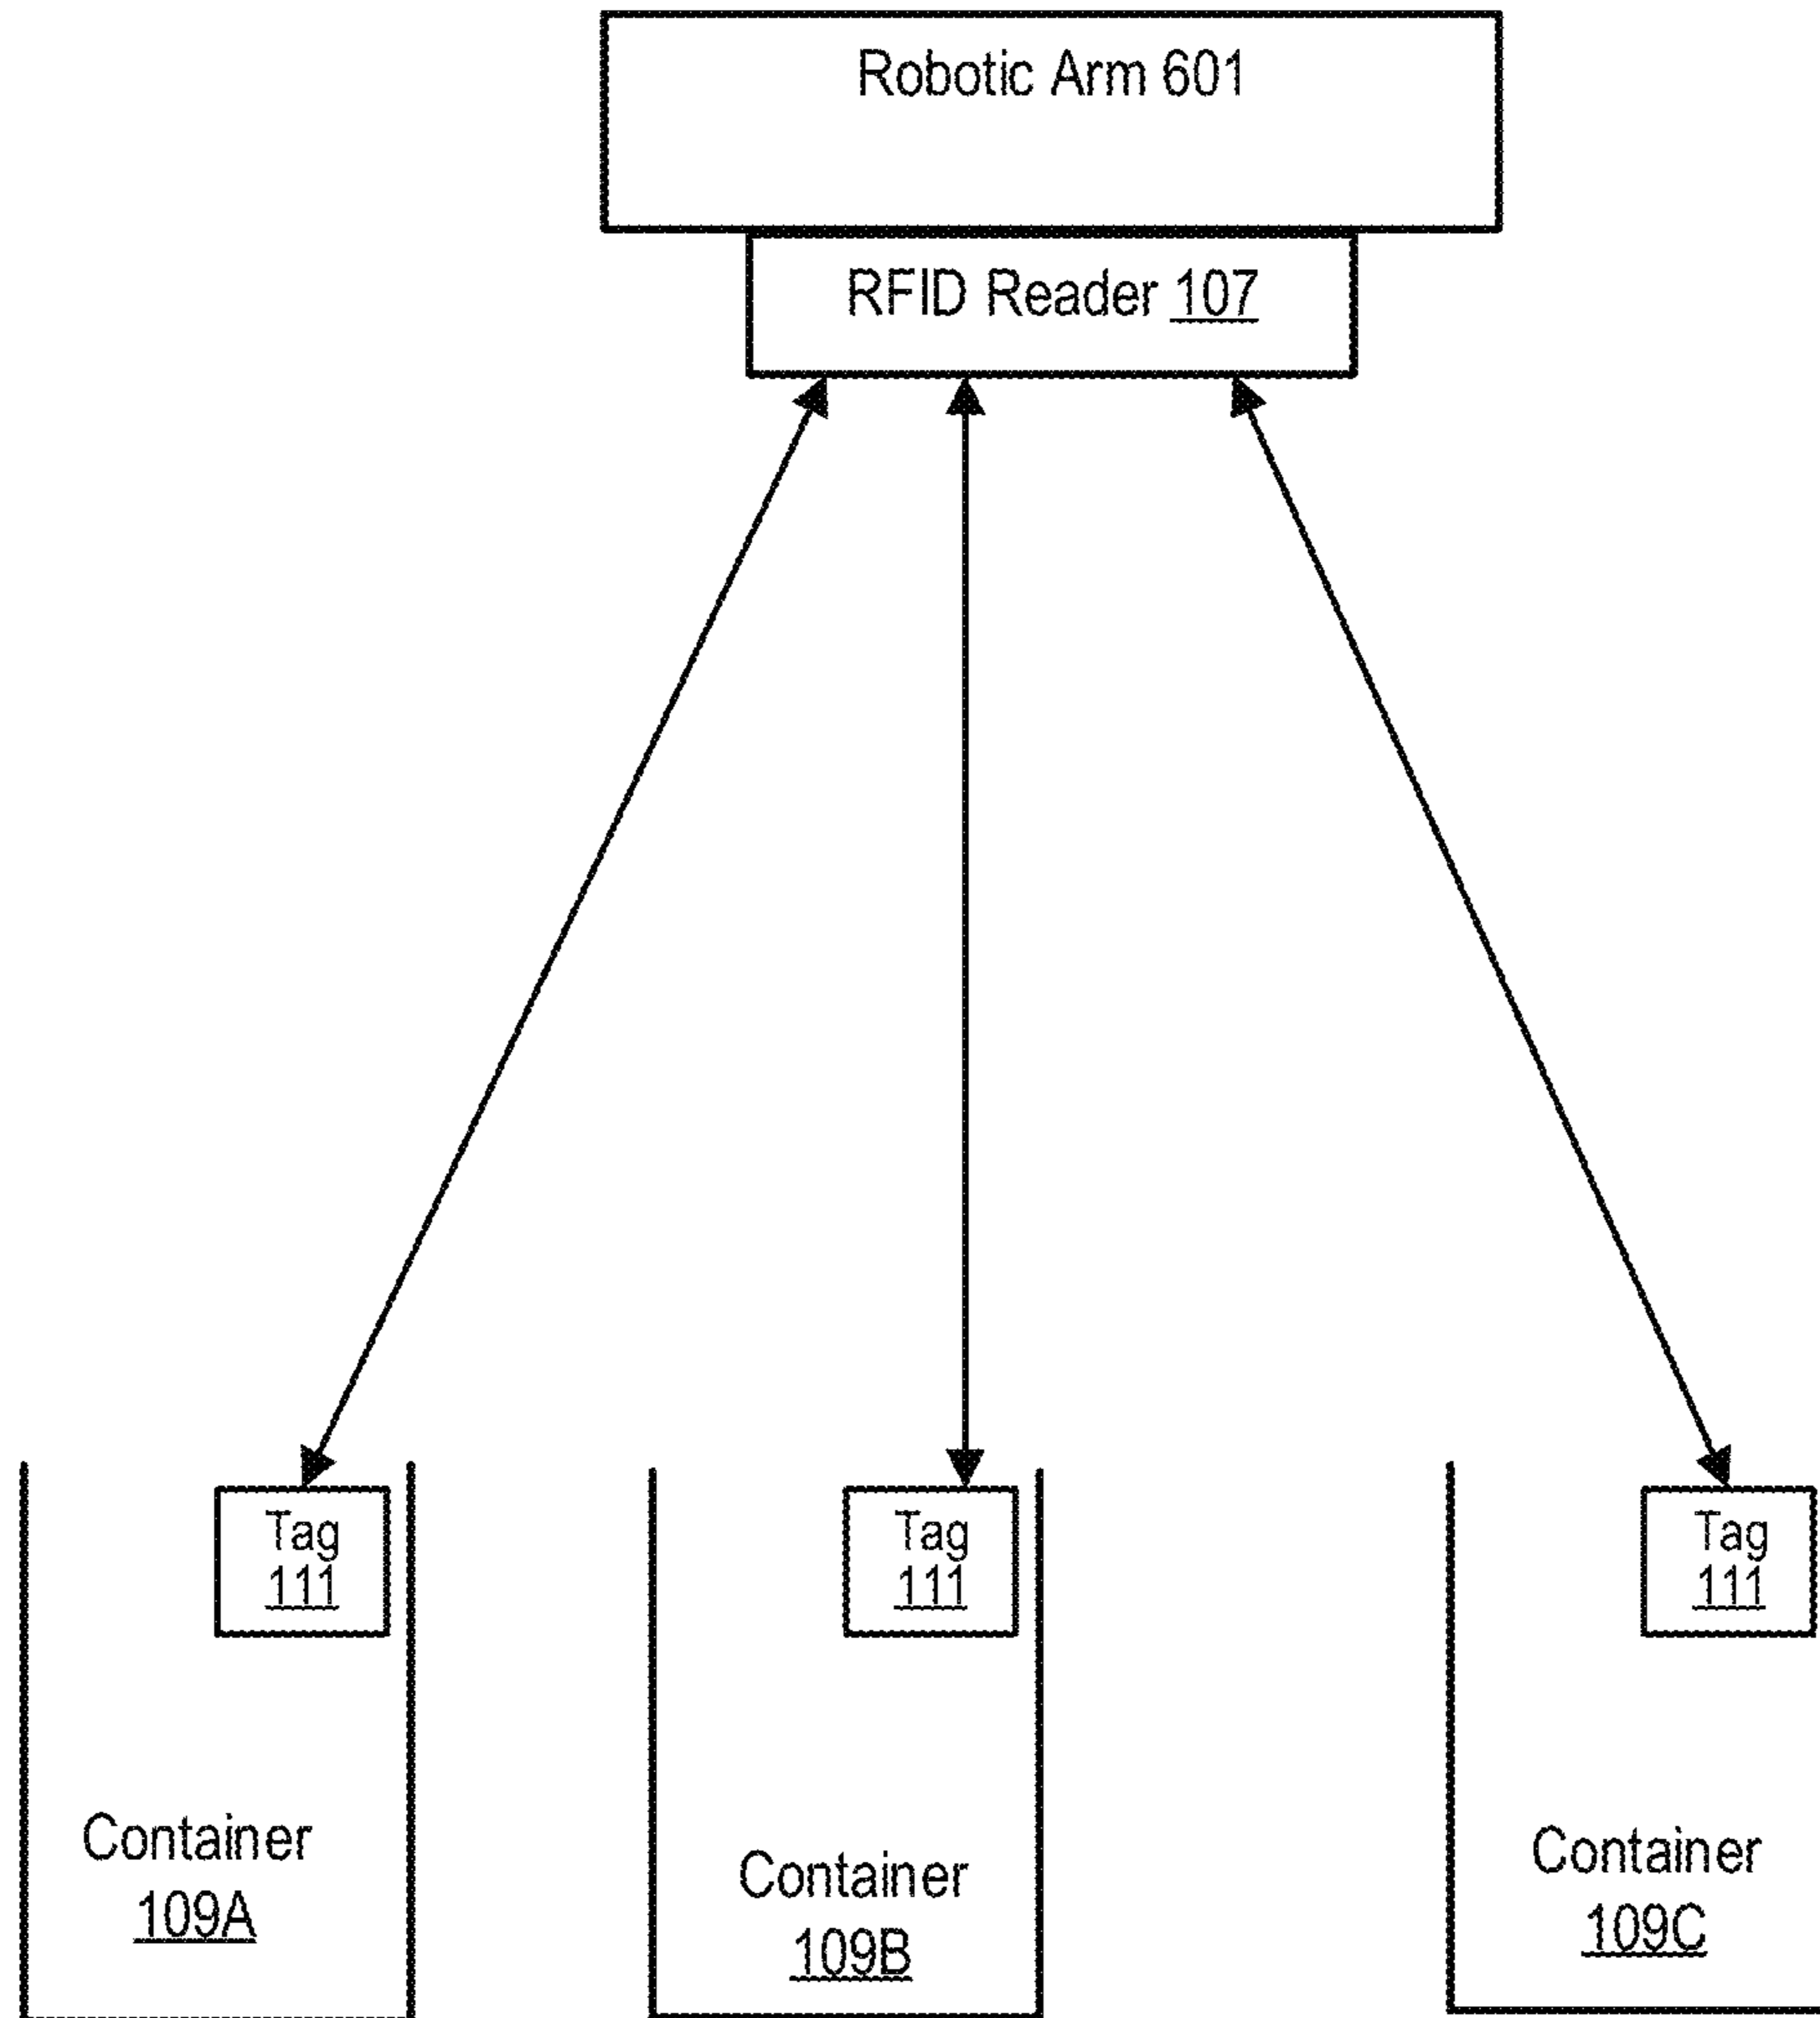 Robotic Arm 601
RFID Reader 107
Tag
111
Tag
111
Tag
111
Container
109A
Container
109B
Container
109C